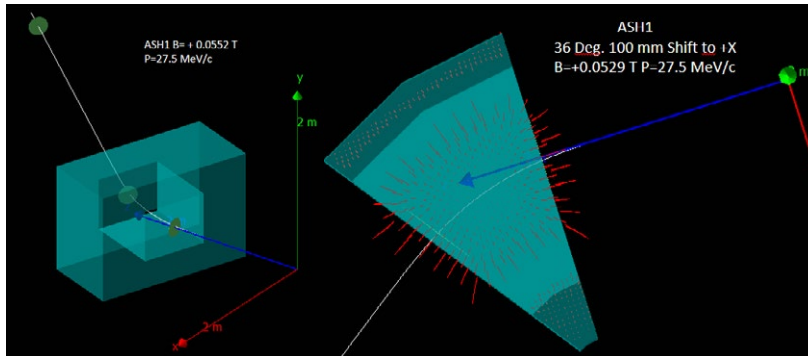 ASH1 B= + 0.0552 T
P=27.5 MeV/c
y
2 m
x
2 m
ASH1
36 Deg. 100 mm Shift to +X
B=+0.0529 T P=27.5 MeV/c
m